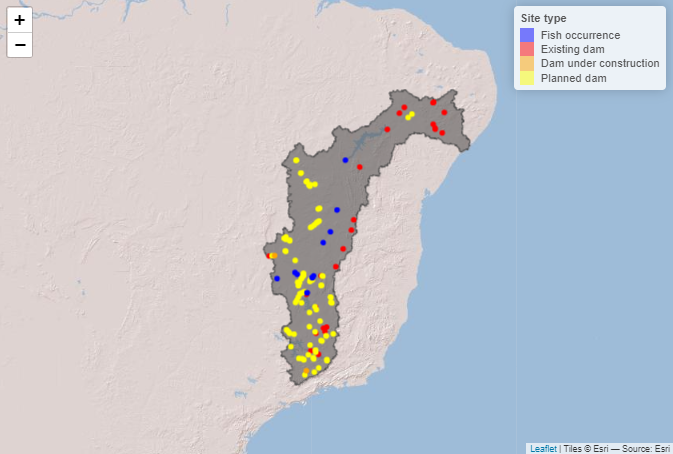 +
−
Site type
Fish occurrence
Existing dam
Dam under construction
Planned dam
Leaflet | Tiles © Esri — Source: Esri